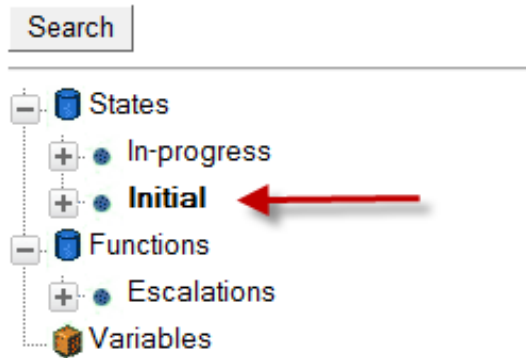 Search
States
In-progress
Initial
Functions
Escalations
Variables